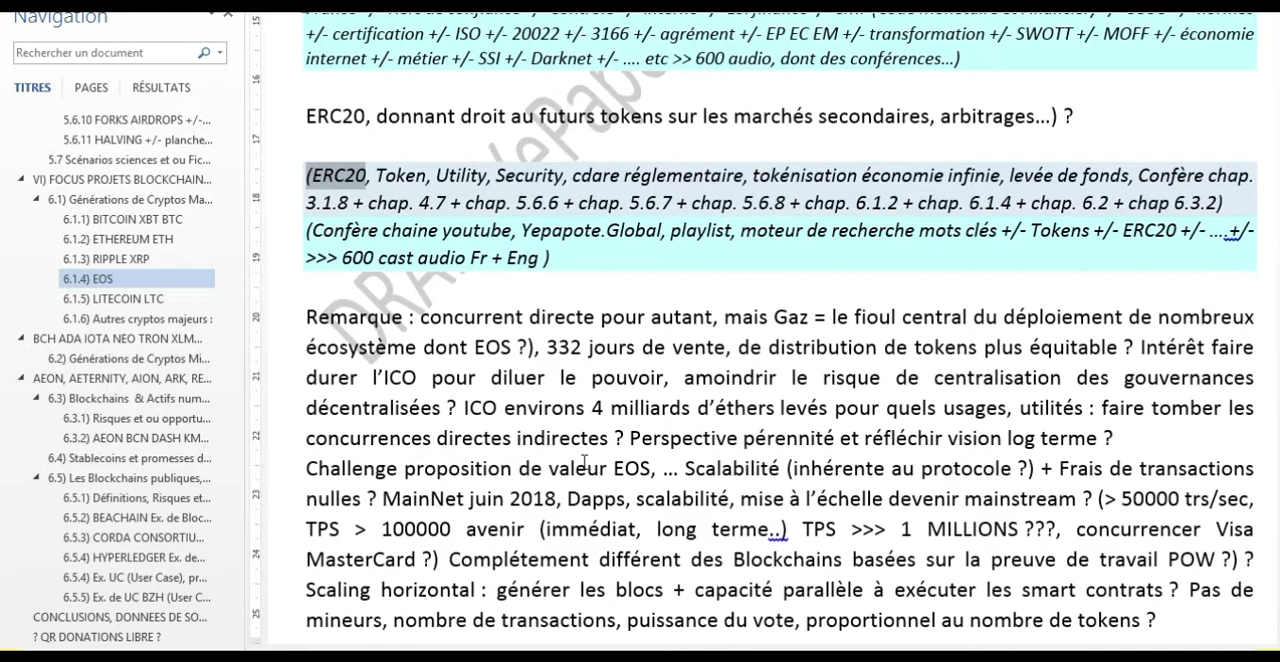 Navigation
Rechercher un document
TITRES PAGES RÉSULTATS
5.6.10 FORKS AIRDROPS +/-...
5.6.11 HALVING +/- planche...
5.7 Scénarios sciences et ou Fic...
VI) FOCUS PROJETS BLOCKCHAIN...
6.1) Générations de Cryptos Ma...
6.1.1) BITCOIN XBT BTC
6.1.2) ETHEREUM ETH
6.1.3) RIPPLE XRP
6.1.4) EOS
6.1.5) LITECOIN LTC
6.1.6) Autres cryptos majeurs :
BCH ADA IOTA NEO TRON XLM...
6.2) Générations de Cryptos Mi...
AEON, AETERNITY, AION, ARK, RE...
6.3) Blockchains & Actifs num...
6.3.1) Risques et ou opportu...
6.3.2) AEON BCN DASH KM...
6.4) Stablecoins et promesses d...
6.5) Les Blockchains publiques,...
6.5.1) Définitions, Risques et...
6.5.2) BEACHAIN Ex. de Bloc...
6.5.3) CORDA CONSORTIU...
6.5.4) HYPERLEDGER Ex. de...
6.5.4) Ex. UC (User Case), pr...
6.5.5) Ex. de UC BZH (User C...
CONCLUSIONS, DONNEES DE SO...
? QR DONATIONS LIBRE ?
15
16
17
18
19
20
21
22
23
24
25
+/- certification +/- ISO +/- 20022 +/- 3166 +/- agrément +/- EP EC EM +/- transformation +/- SWOTT +/- MOFF +/- économie
internet +/- métier +/- SSI +/- Darknet +/- .... etc >> 600 audio, dont des conférences...)
ERC20, donnant droit au futurs tokens sur les marchés secondaires, arbitrages...) ?
(ERC20, Token, Utility, Security, cdare réglementaire, tokénisation économie infinie, levée de fonds, Confère chap.
3.1.8 + chap. 4.7 + chap. 5.6.6 + chap. 5.6.7 + chap. 5.6.8 + chap. 6.1.2 + chap. 6.1.4 + chap. 6.2 + chap 6.3.2)
(Confère chaine youtube, Yepapote.Global, playlist, moteur de recherche mots clés +/- Tokens +/- ERC20 +/- ....+/-
>>> 600 cast audio Fr + Eng )
Remarque : concurrent directe pour autant, mais Gaz = le fioul central du déploiement de nombreux
écosystème dont EOS ?), 332 jours de vente, de distribution de tokens plus équitable ? Intérêt faire
durer l’ICO pour diluer le pouvoir, amoindrir le risque de centralisation des gouvernances
décentralisées ? ICO environs 4 milliards d’éthers levés pour quels usages, utilités : faire tomber les
concurrences directes indirectes ? Perspective pérennité et réfléchir vision log terme ?
Challenge proposition de valeur EOS, ... Scalabilité (inhérente au protocole ?) + Frais de transactions
nulles ? MainNet juin 2018, Dapps, scalabilité, mise à l’échelle devenir mainstream ? (> 50000 trs/sec,
TPS > 100000 avenir (immédiat, long terme..) TPS >>> 1 MILLIONS ???, concurrencer Visa
MasterCard ?) Complétement différent des Blockchains basées sur la preuve de travail POW ?) ?
Scaling horizontal : générer les blocs + capacité parallèle à exécuter les smart contrats ? Pas de
mineurs, nombre de transactions, puissance du vote, proportionnel au nombre de tokens ?